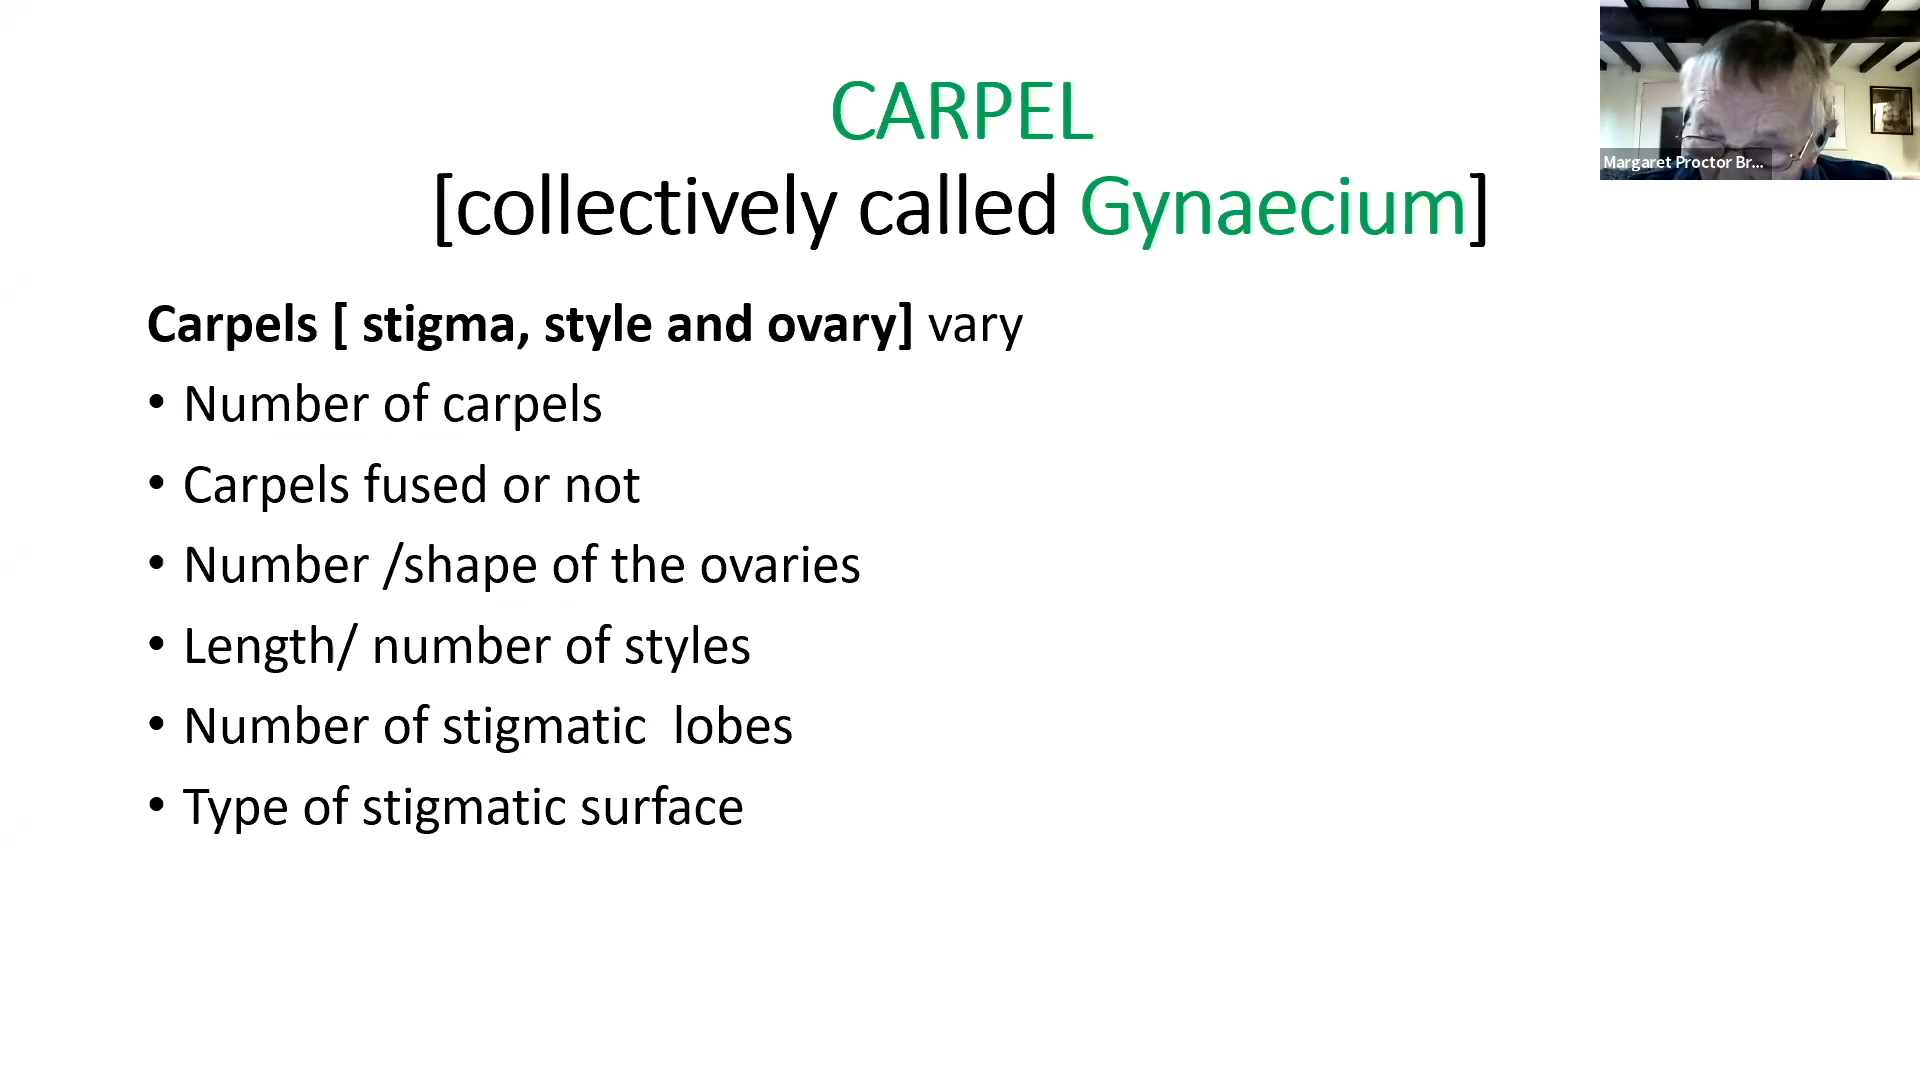 CARPEL
[collectively called Gynaecium]
Carpels [ stigma, style and ovary] vary
• Number of carpels
• Carpels fused or not
• Number /shape of the ovaries
• Length/ number of styles
• Number of stigmatic  lobes
• Type of stigmatic surface
Margaret Proctor Br...